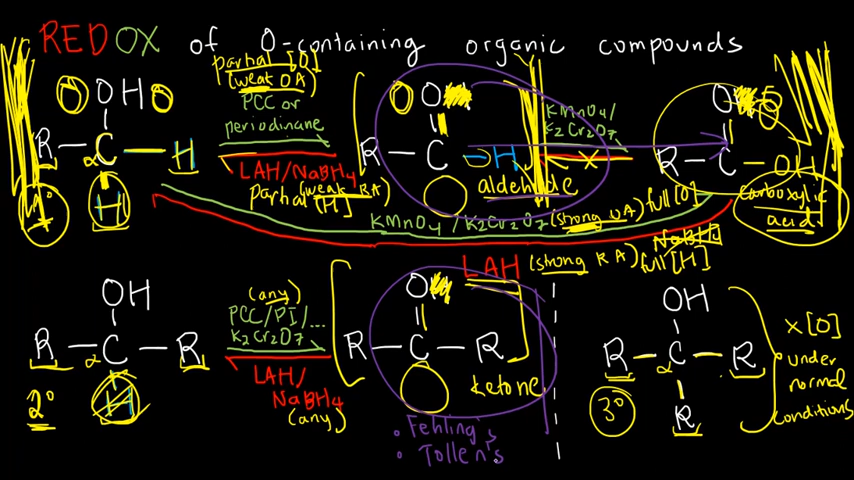 REDOX of O-containing organic compounds
partial [O]
(weak OA)
PCC or
periodinane
LAH/NaBH4
partial (weak RA)
[H]
OH
R - C - H
α
H
1°
O
R - C - H
aldehyde
KMnO4/
K2Cr2O7
X
O
R - C - OH
carboxylic
acid
KMnO4 / K2Cr2O7 (strong OA) full [O]
NaBH4
LAH (strong RA) full [H]
OH
R - C - R
α
H
2°
(any)
PCC/PI/...
K2Cr2O7
LAH/
NaBH4
(any)
O
R - C - R
ketone
• Fehling's
• Tollen's
OH
R - C - R
α
R
3°
x [O]
under
normal
conditions